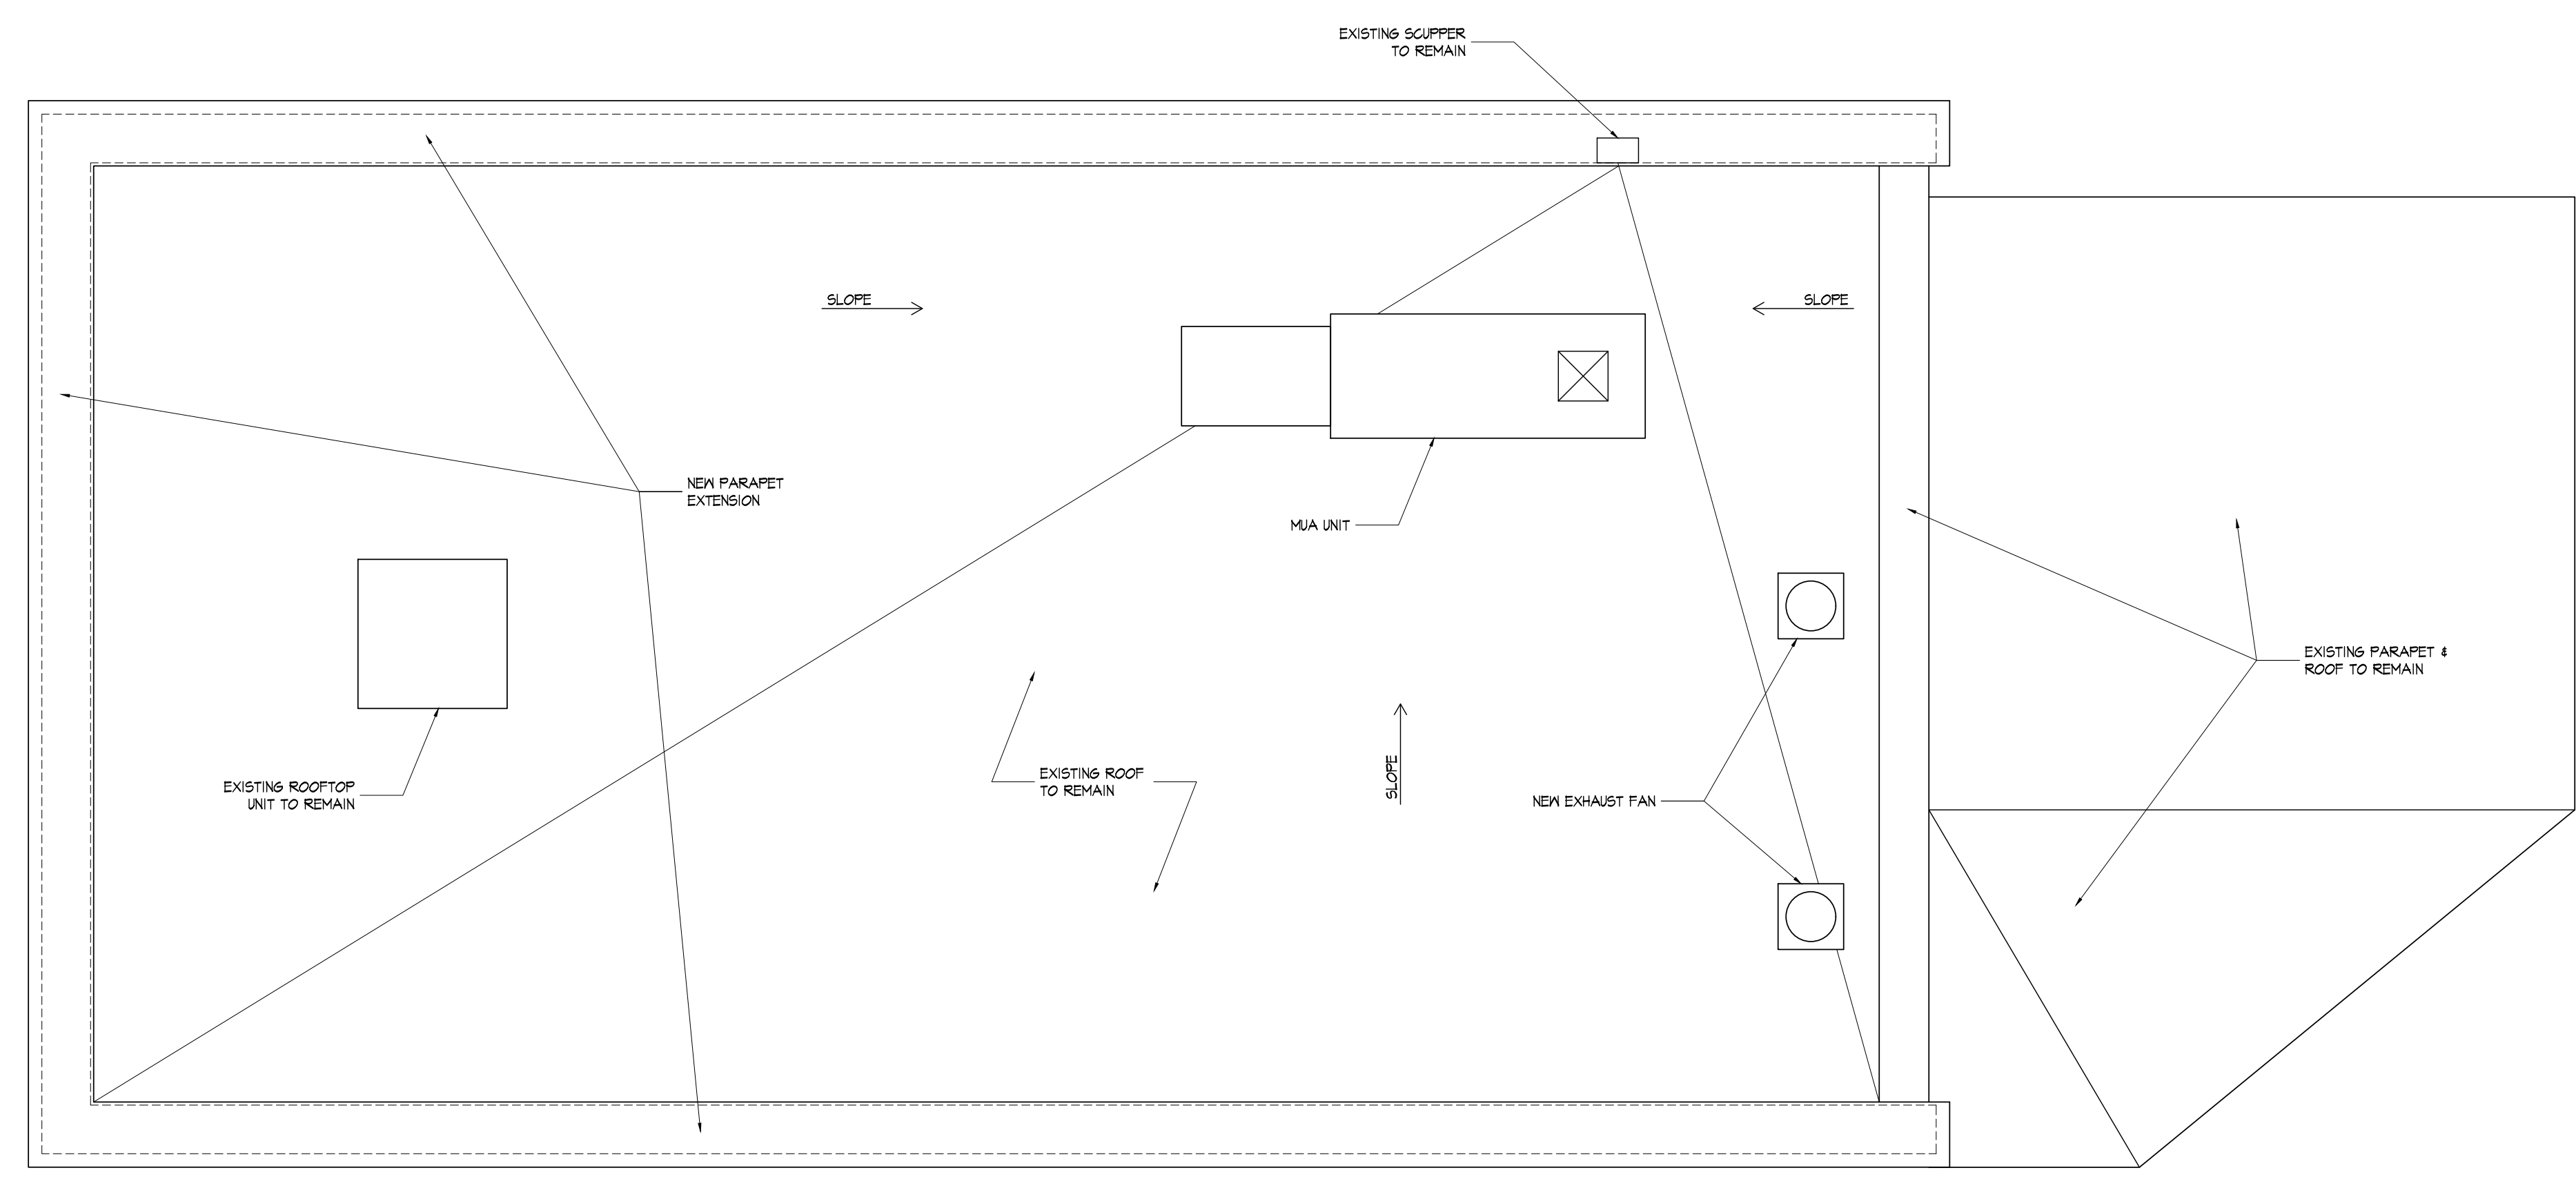 EXISTING SCUPPER
TO REMAIN
SLOPE
SLOPE
NEW PARAPET
EXTENSION
MUA UNIT
EXISTING PARAPET &
ROOF TO REMAIN
EXISTING ROOFTOP
UNIT TO REMAIN
EXISTING ROOF
TO REMAIN
SLOPE
NEW EXHAUST FAN